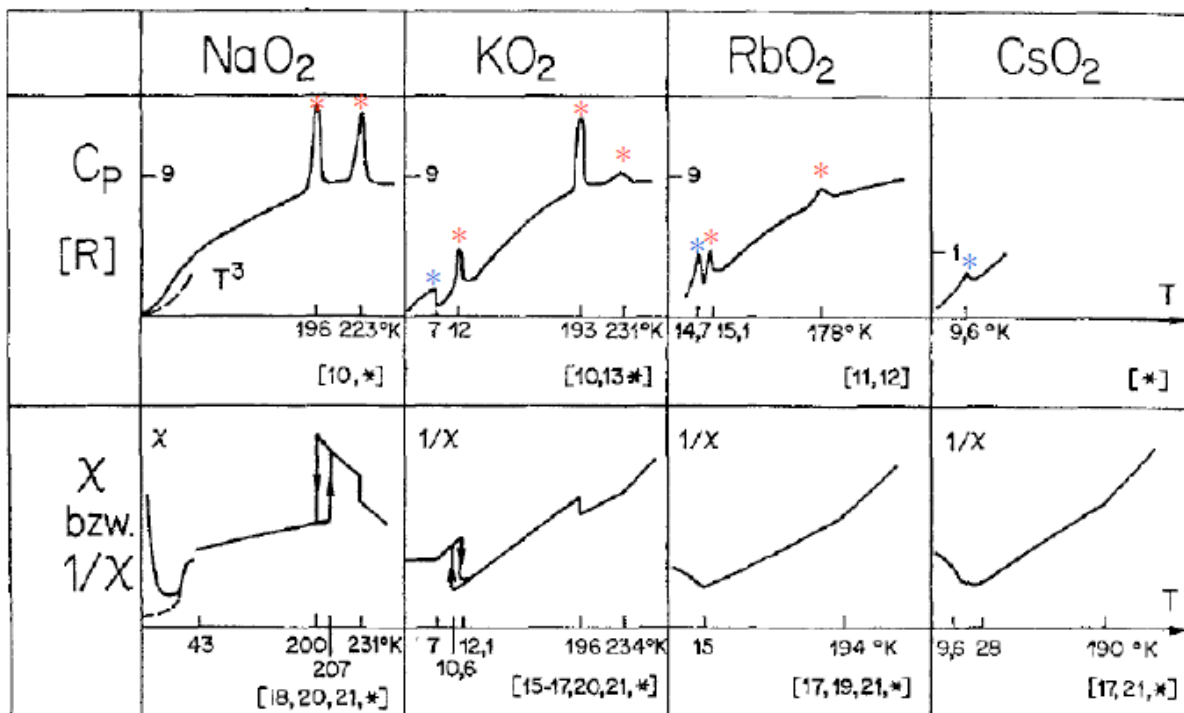 NaO2 KO2 RbO2 CsO2
CP
[R]
9
T³
196 223°K
[10,*]
9
7 12 193 231°K
[10,13*]
9
14,7 15,1 178°K
[11,12]
1
9,6 °K
[*]
T
χ
bzw.
1/χ
χ
43 200 231°K
207
[18,20,21,*]
1/χ
7 12,1 196 234°K
10,6
[15-17,20,21,*]
1/χ
15 194 °K
[17,19,21,*]
1/χ
9,6 28 190 °K
[17,21,*]
T